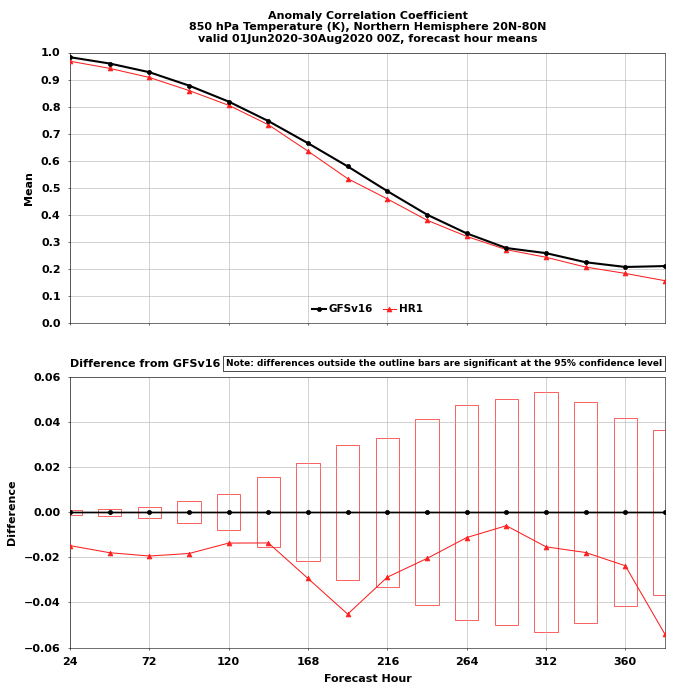 Anomaly Correlation Coefficient
850 hPa Temperature (K), Northern Hemisphere 20N-80N
valid 01Jun2020-30Aug2020 00Z, forecast hour means
1.0
0.9
0.8
0.7
0.6
0.5
0.4
0.3
0.2
0.1
0.0
Mean
GFSv16 HR1
Difference from GFSv16 Note: differences outside the outline bars are significant at the 95% confidence level
0.06
0.04
0.02
0.00
−0.02
−0.04
−0.06
Difference
24 72 120 168 216 264 312 360
Forecast Hour